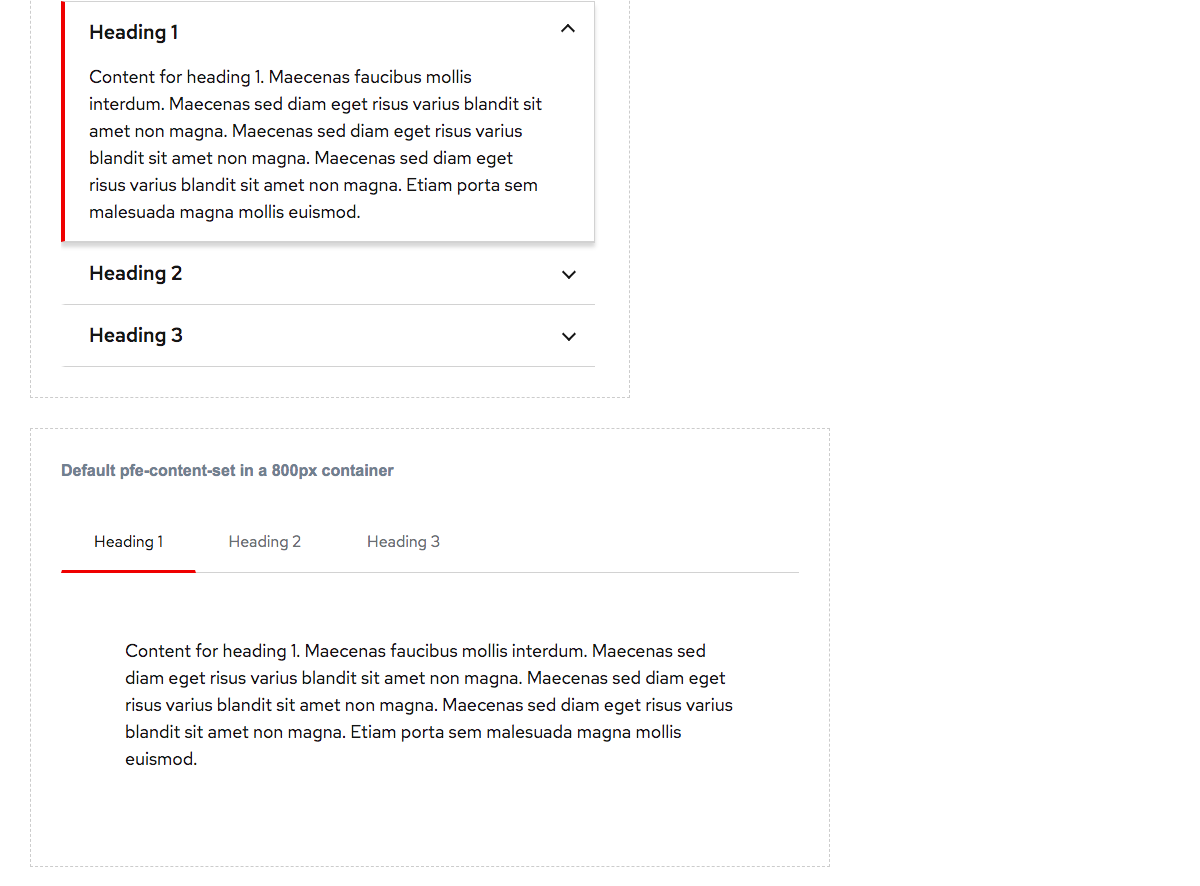 Heading 1
Content for heading 1. Maecenas faucibus mollis
interdum. Maecenas sed diam eget risus varius blandit sit
amet non magna. Maecenas sed diam eget risus varius
blandit sit amet non magna. Maecenas sed diam eget
risus varius blandit sit amet non magna. Etiam porta sem
malesuada magna mollis euismod.
Heading 2
Heading 3
Default pfe-content-set in a 800px container
Heading 1 Heading 2 Heading 3
Content for heading 1. Maecenas faucibus mollis interdum. Maecenas sed
diam eget risus varius blandit sit amet non magna. Maecenas sed diam eget
risus varius blandit sit amet non magna. Maecenas sed diam eget risus varius
blandit sit amet non magna. Etiam porta sem malesuada magna mollis
euismod.